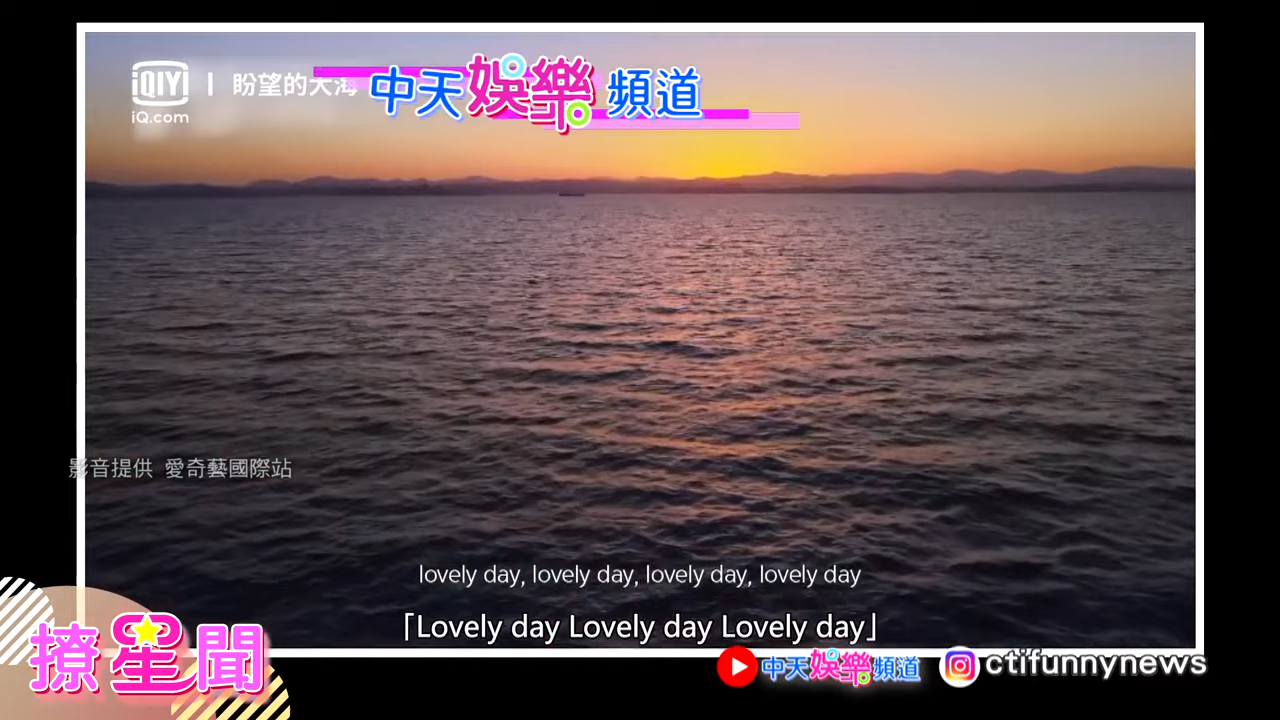 iQIYI | 盼望的大海
iQ.com
中天娛樂頻道
影音提供 愛奇藝國際站
lovely day, lovely day, lovely day, lovely day
「Lovely day Lovely day Lovely day」
撩星聞
中天娛樂頻道
ctifunnynews